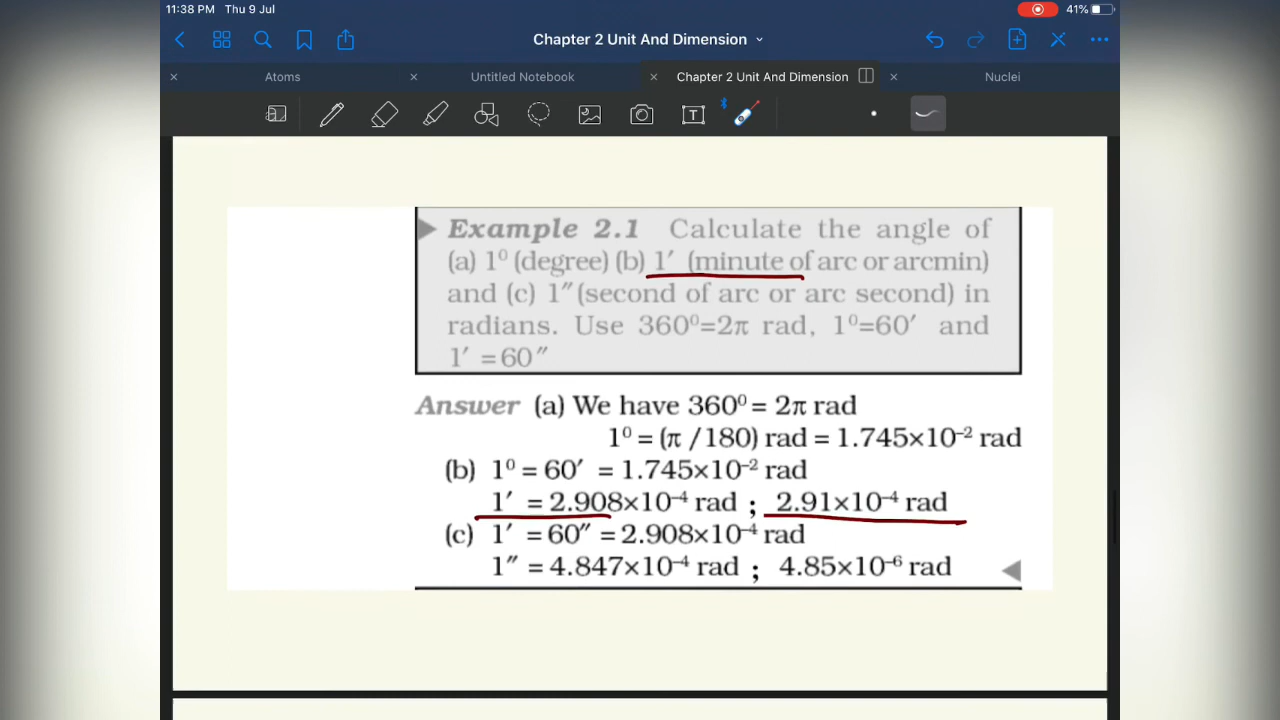 11:38 PM Thu 9 Jul
41%
Chapter 2 Unit And Dimension
Atoms
Untitled Notebook
Chapter 2 Unit And Dimension
Nuclei
T
Example 2.1 Calculate the angle of
(a) 1⁰ (degree) (b) 1′ (minute of arc or arcmin)
and (c) 1″(second of arc or arc second) in
radians. Use 360⁰=2π rad, 1⁰=60′ and
1′ =60″
Answer (a) We have 360⁰ = 2π rad
1⁰ = (π /180) rad = 1.745×10⁻² rad
(b) 1⁰ = 60′ = 1.745×10⁻² rad
1′ = 2.908×10⁻⁴ rad ; 2.91×10⁻⁴ rad
(c) 1′ = 60″ = 2.908×10⁻⁴ rad
1″ = 4.847×10⁻⁴ rad ; 4.85×10⁻⁶ rad